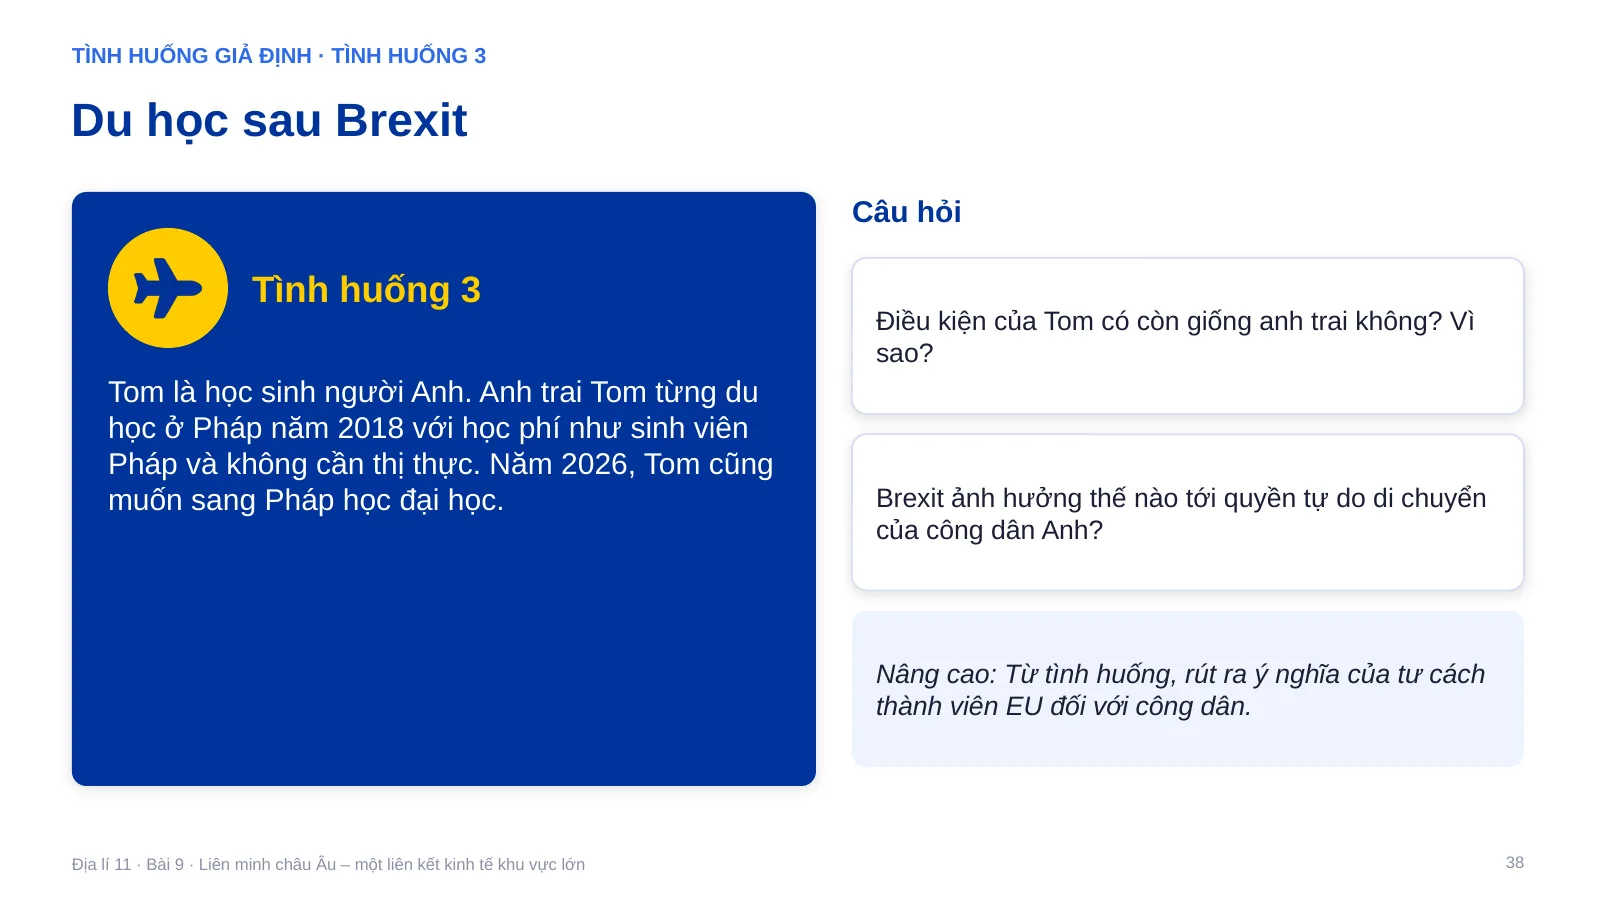 TÌNH HUỐNG GIẢ ĐỊNH · TÌNH HUỐNG 3
Du học sau Brexit
Tình huống 3
Tom là học sinh người Anh. Anh trai Tom từng du
học ở Pháp năm 2018 với học phí như sinh viên
Pháp và không cần thị thực. Năm 2026, Tom cũng
muốn sang Pháp học đại học.
Câu hỏi
Điều kiện của Tom có còn giống anh trai không? Vì
sao?
Brexit ảnh hưởng thế nào tới quyền tự do di chuyển
của công dân Anh?
Nâng cao: Từ tình huống, rút ra ý nghĩa của tư cách
thành viên EU đối với công dân.
Địa lí 11 · Bài 9 · Liên minh châu Âu – một liên kết kinh tế khu vực lớn
38